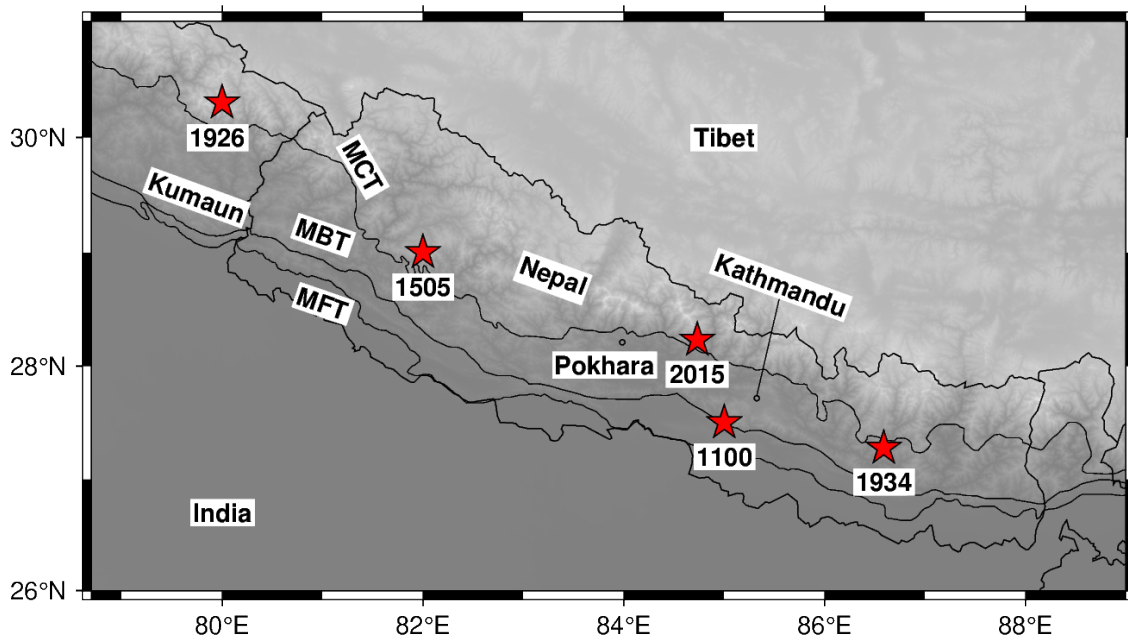 30°N
28°N
26°N
80°E
82°E
84°E
86°E
88°E
1926
Tibet
MCT
Kumaun
MBT
1505
Nepal
Kathmandu
MFT
Pokhara
2015
1100
1934
India